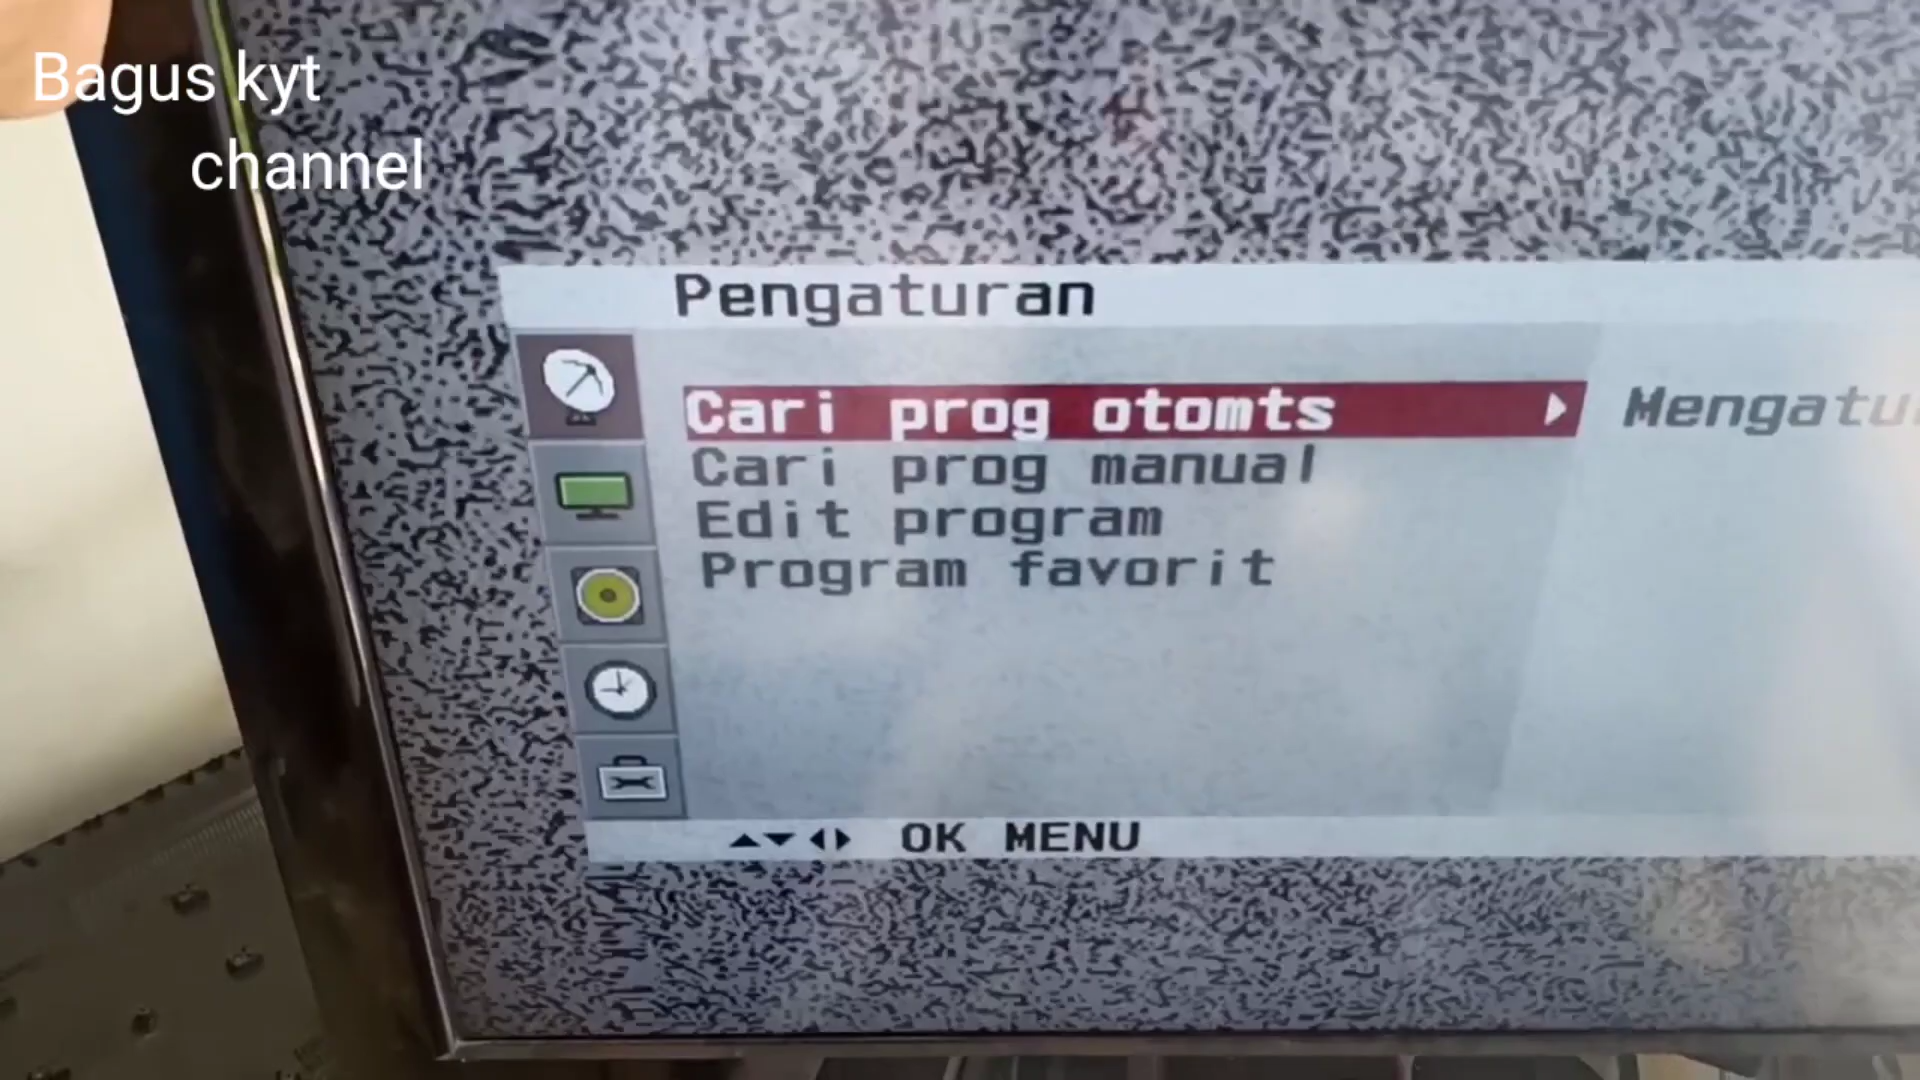 Bagus kyt
channel
Pengaturan
Cari prog otomts
Cari prog manual
Edit program
Program favorit
OK MENU